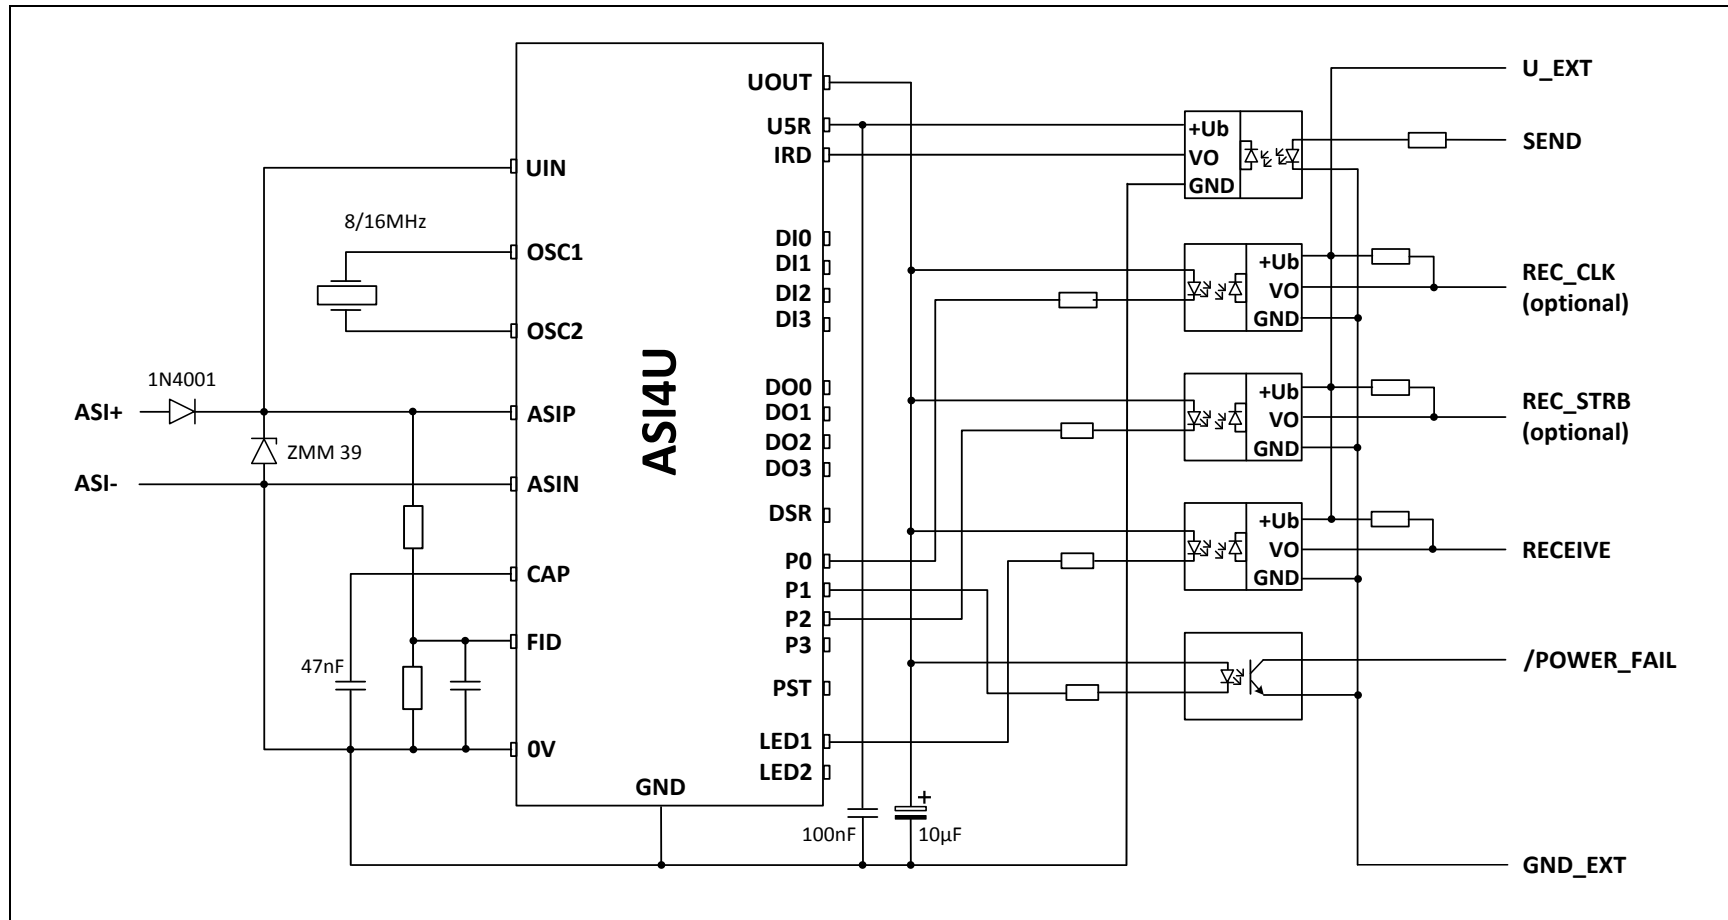 UOUT
U_EXT
U5R
+Ub
SEND
IRD
VO
UIN
GND
8/16MHz
DI0
OSC1
DI1
+Ub
REC_CLK
DI2
VO
(optional)
DI3
GND
OSC2
ASI4U
1N4001
DO0
+Ub
REC_STRB
ASI+
ASIP
DO1
VO
(optional)
DO2
GND
ZMM 39
DO3
ASI-
ASIN
DSR
+Ub
P0
VO
RECEIVE
CAP
P1
GND
P2
FID
P3
/POWER_FAIL
47nF
PST
LED1
0V
LED2
GND
+
100nF
10µF
GND_EXT